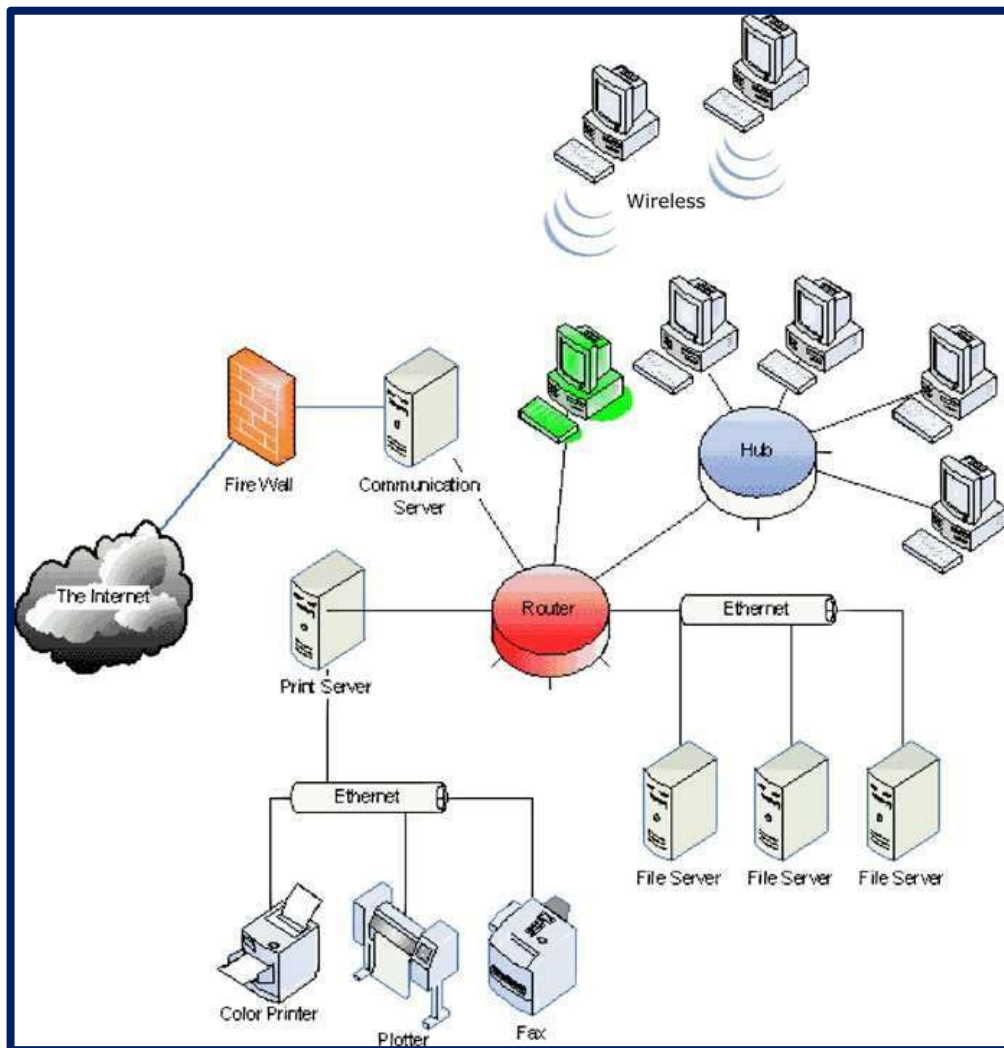 Wireless
Hub
Fire Wall
Communication
Server
The Internet
Router
Ethernet
Print Server
Ethernet
File Server
File Server
File Server
Color Printer
Plotter
Fax